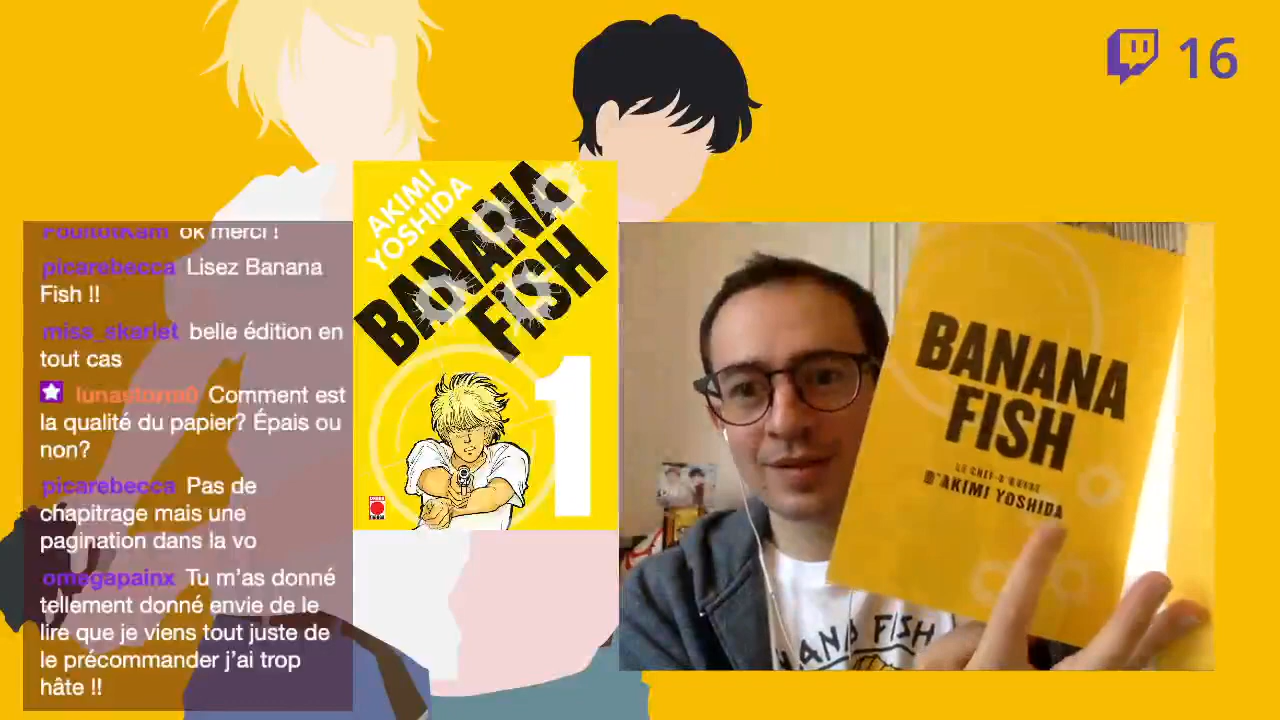 16
ok merci !
picarebecca Lisez Banana
Fish !!
miss_skarlet belle édition en
tout cas
Comment est
la qualité du papier? Épais ou
non?
picarebecca Pas de
chapitrage mais une
pagination dans la vo
omegapainx Tu m’as donné
tellement donné envie de le
lire que je viens tout juste de
le précommander j’ai trop
hâte !!
AKIMI
YOSHIDA
BANANA
FISH
1
BANANA
FISH
LE CHEF-D'ŒUVRE
D'AKIMI YOSHIDA
FISH